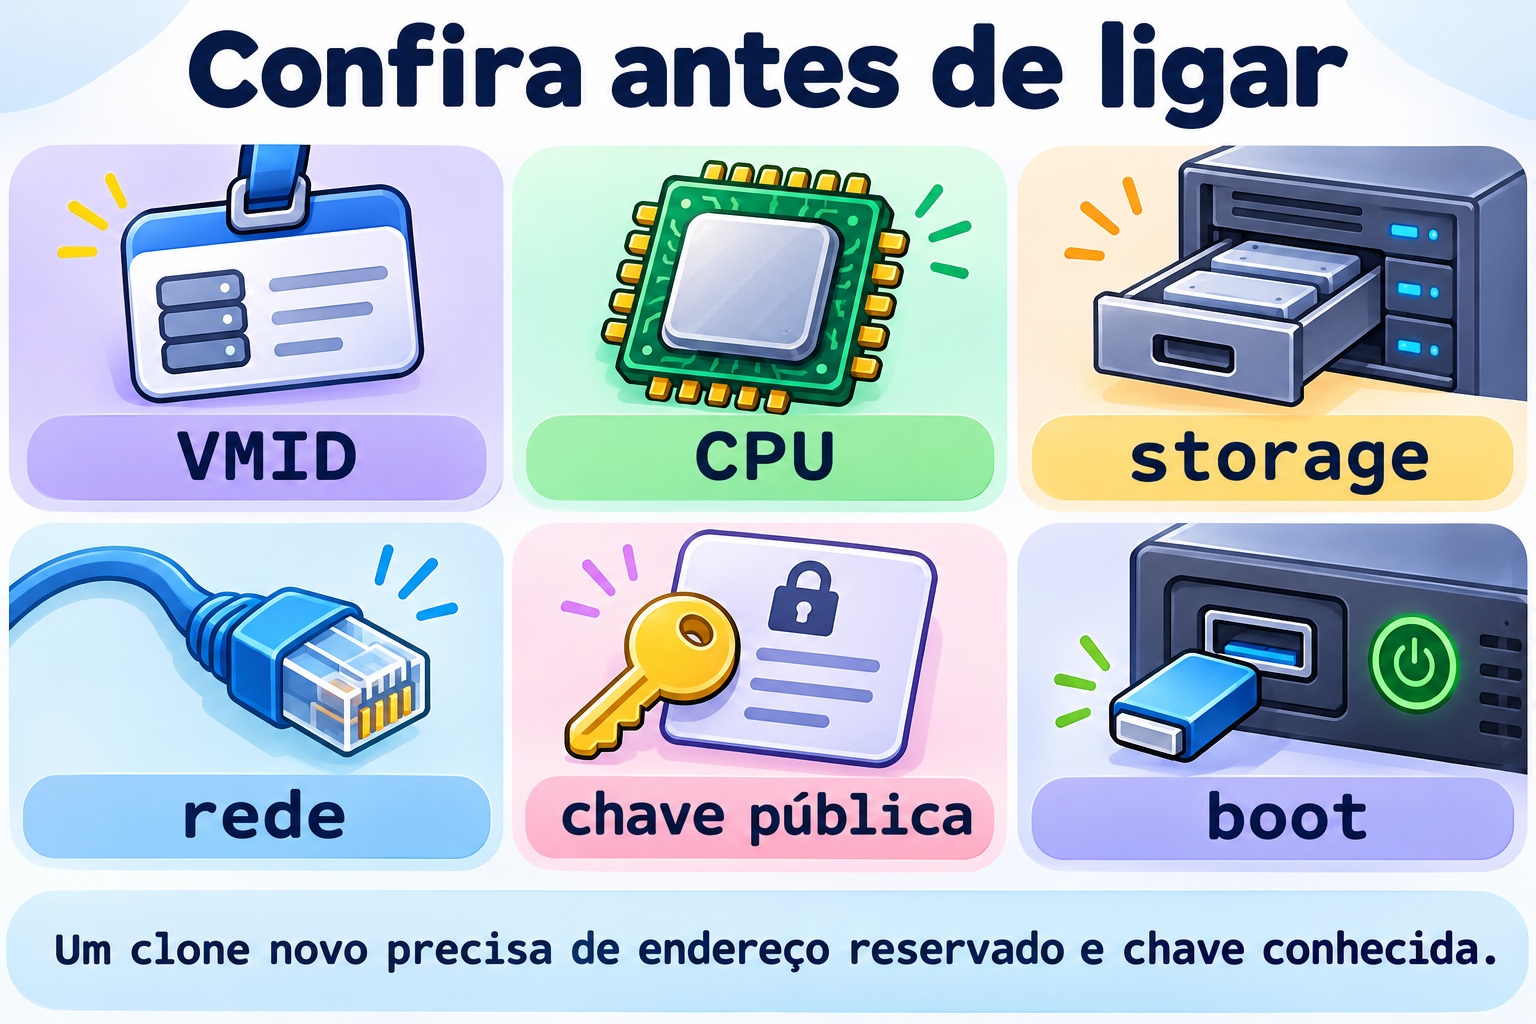 Confira antes de ligar
VMID
CPU
storage
rede
chave pública
boot
Um clone novo precisa de endereço reservado e chave conhecida.